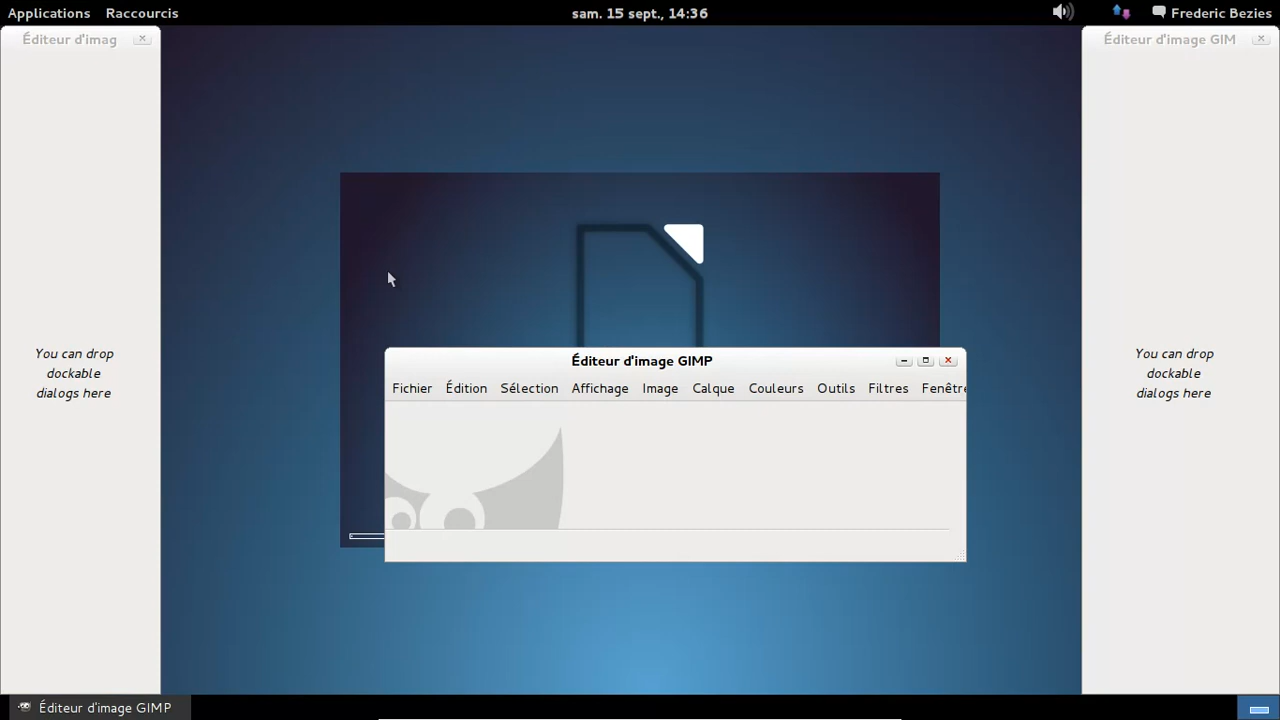 Applications Raccourcis sam. 15 sept., 14:36 Frederic Bezies
Éditeur d'imag
Éditeur d'image GIM
You can drop
dockable
dialogs here
Éditeur d'image GIMP
Fichier Édition Sélection Affichage Image Calque Couleurs Outils Filtres Fenêtre
You can drop
dockable
dialogs here
Éditeur d'image GIMP